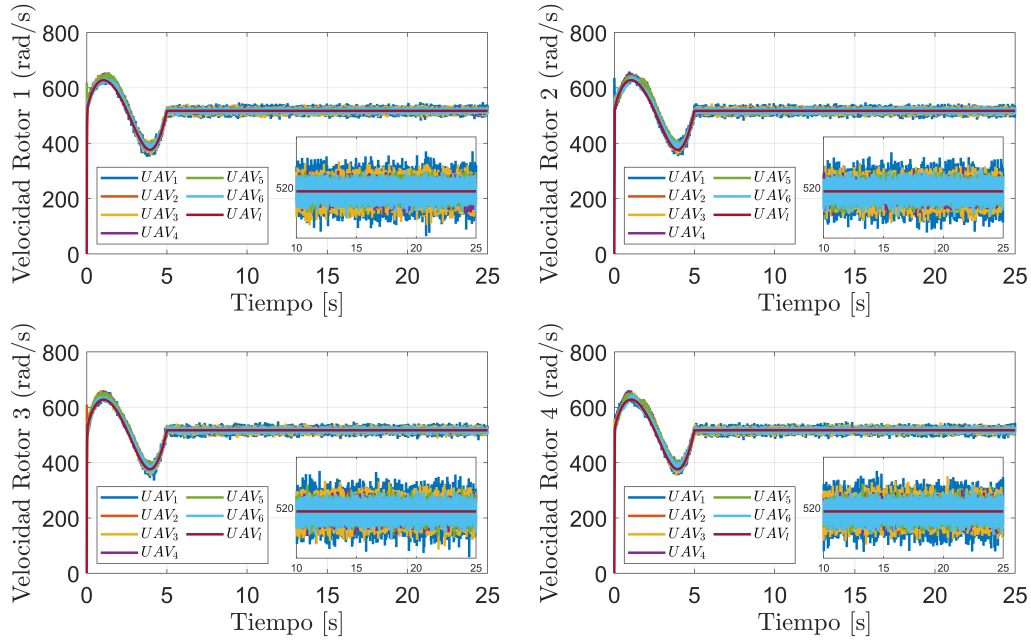 Velocidad Rotor 1 (rad/s)
800
600
400
200
0
0 5 10 15 20 25
Tiempo [s]
UAV₁ UAV₅
UAV₂ UAV₆
UAV₃ UAV_l
UAV₄
520
10 15 20 25
Velocidad Rotor 2 (rad/s)
800
600
400
200
0
0 5 10 15 20 25
Tiempo [s]
UAV₁ UAV₅
UAV₂ UAV₆
UAV₃ UAV_l
UAV₄
520
10 15 20 25
Velocidad Rotor 3 (rad/s)
800
600
400
200
0
0 5 10 15 20 25
Tiempo [s]
UAV₁ UAV₅
UAV₂ UAV₆
UAV₃ UAV_l
UAV₄
520
10 15 20 25
Velocidad Rotor 4 (rad/s)
800
600
400
200
0
0 5 10 15 20 25
Tiempo [s]
UAV₁ UAV₅
UAV₂ UAV₆
UAV₃ UAV_l
UAV₄
520
10 15 20 25